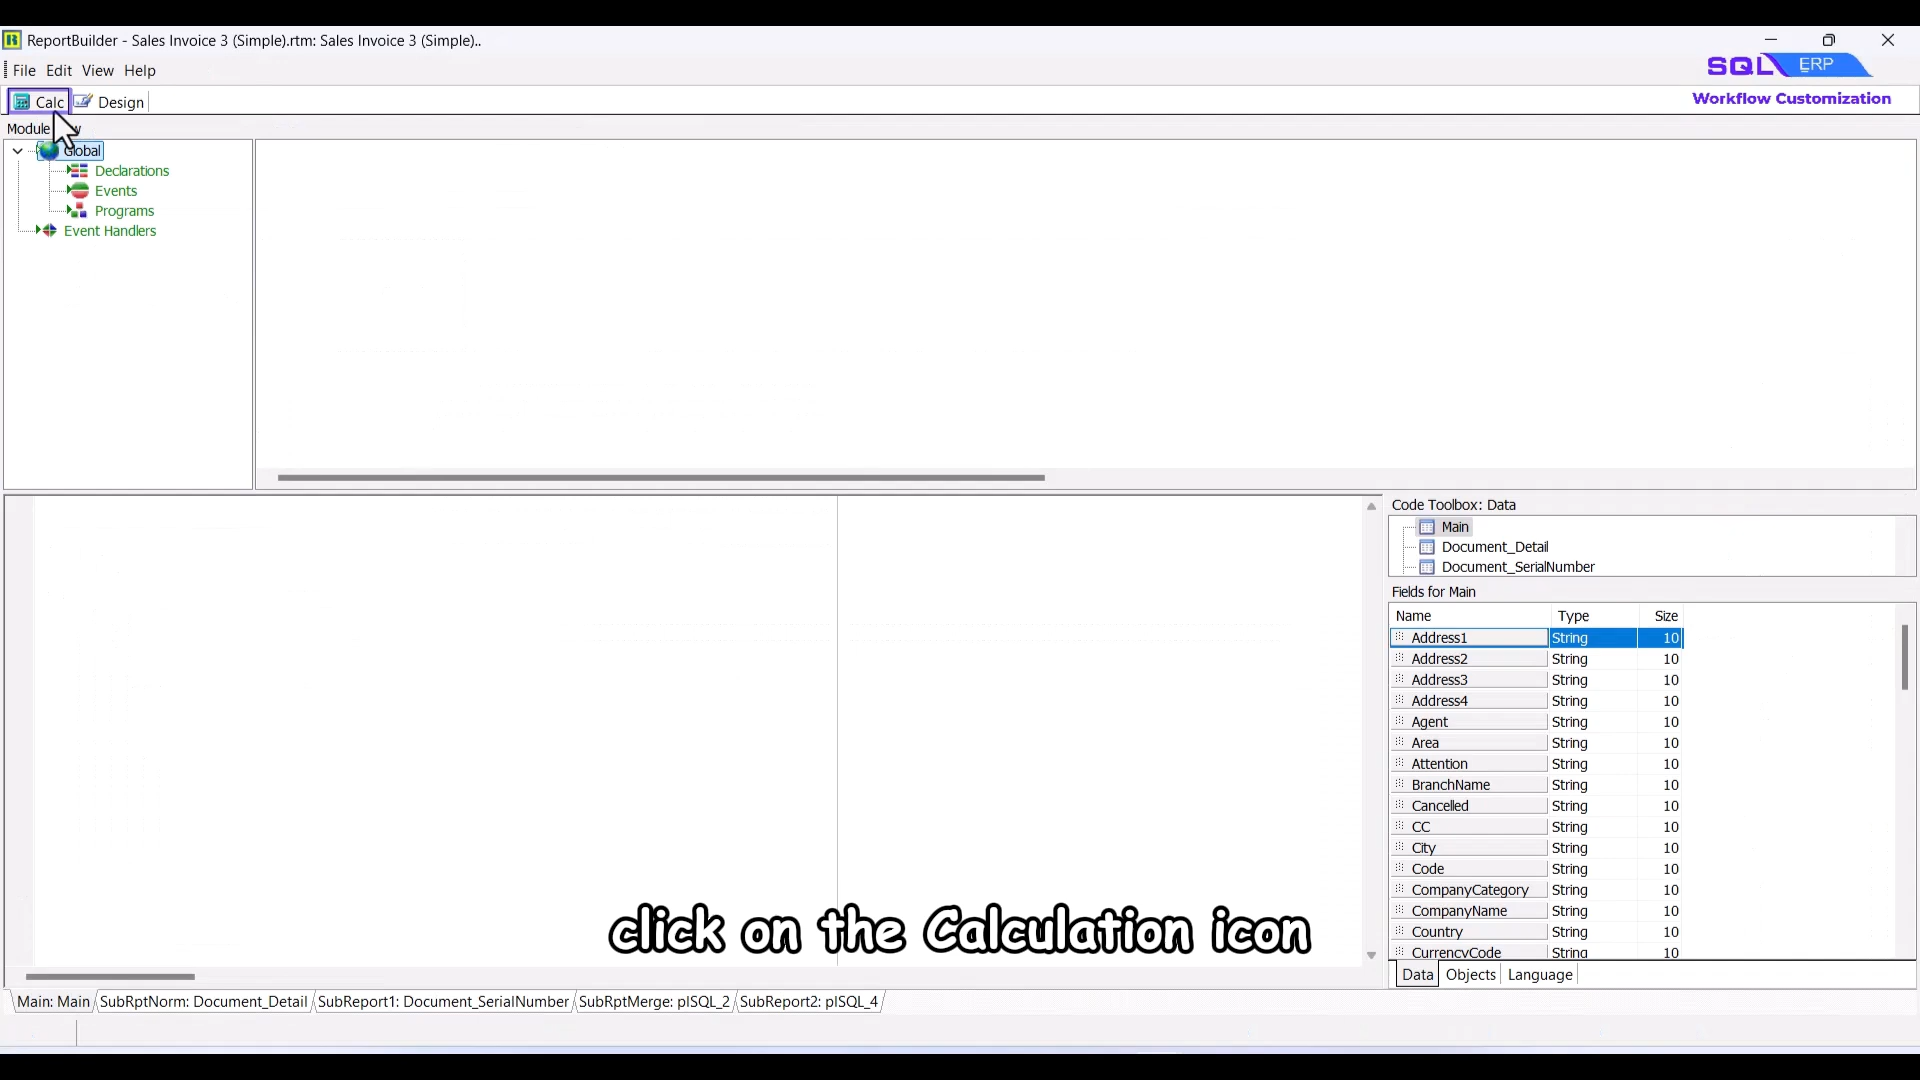 ReportBuilder - Sales Invoice 3 (Simple).rtm: Sales Invoice 3 (Simple)..
File Edit View Help
SQL ERP
Workflow Customization
Calc Design
Module
Global
Declarations
Events
Programs
Event Handlers
Code Toolbox: Data
Main
Document_Detail
Document_SerialNumber
Fields for Main
Name Type Size
Address1 String 10
Address2 String 10
Address3 String 10
Address4 String 10
Agent String 10
Area String 10
Attention String 10
BranchName String 10
Cancelled String 10
CC String 10
City String 10
Code String 10
CompanyCategory String 10
CompanyName String 10
Country String 10
CurrencyCode String 10
click on the Calculation icon
Data Objects Language
Main: Main SubRptNorm: Document_Detail SubReport1: Document_SerialNumber SubRptMerge: plSQL_2 SubReport2: plSQL_4